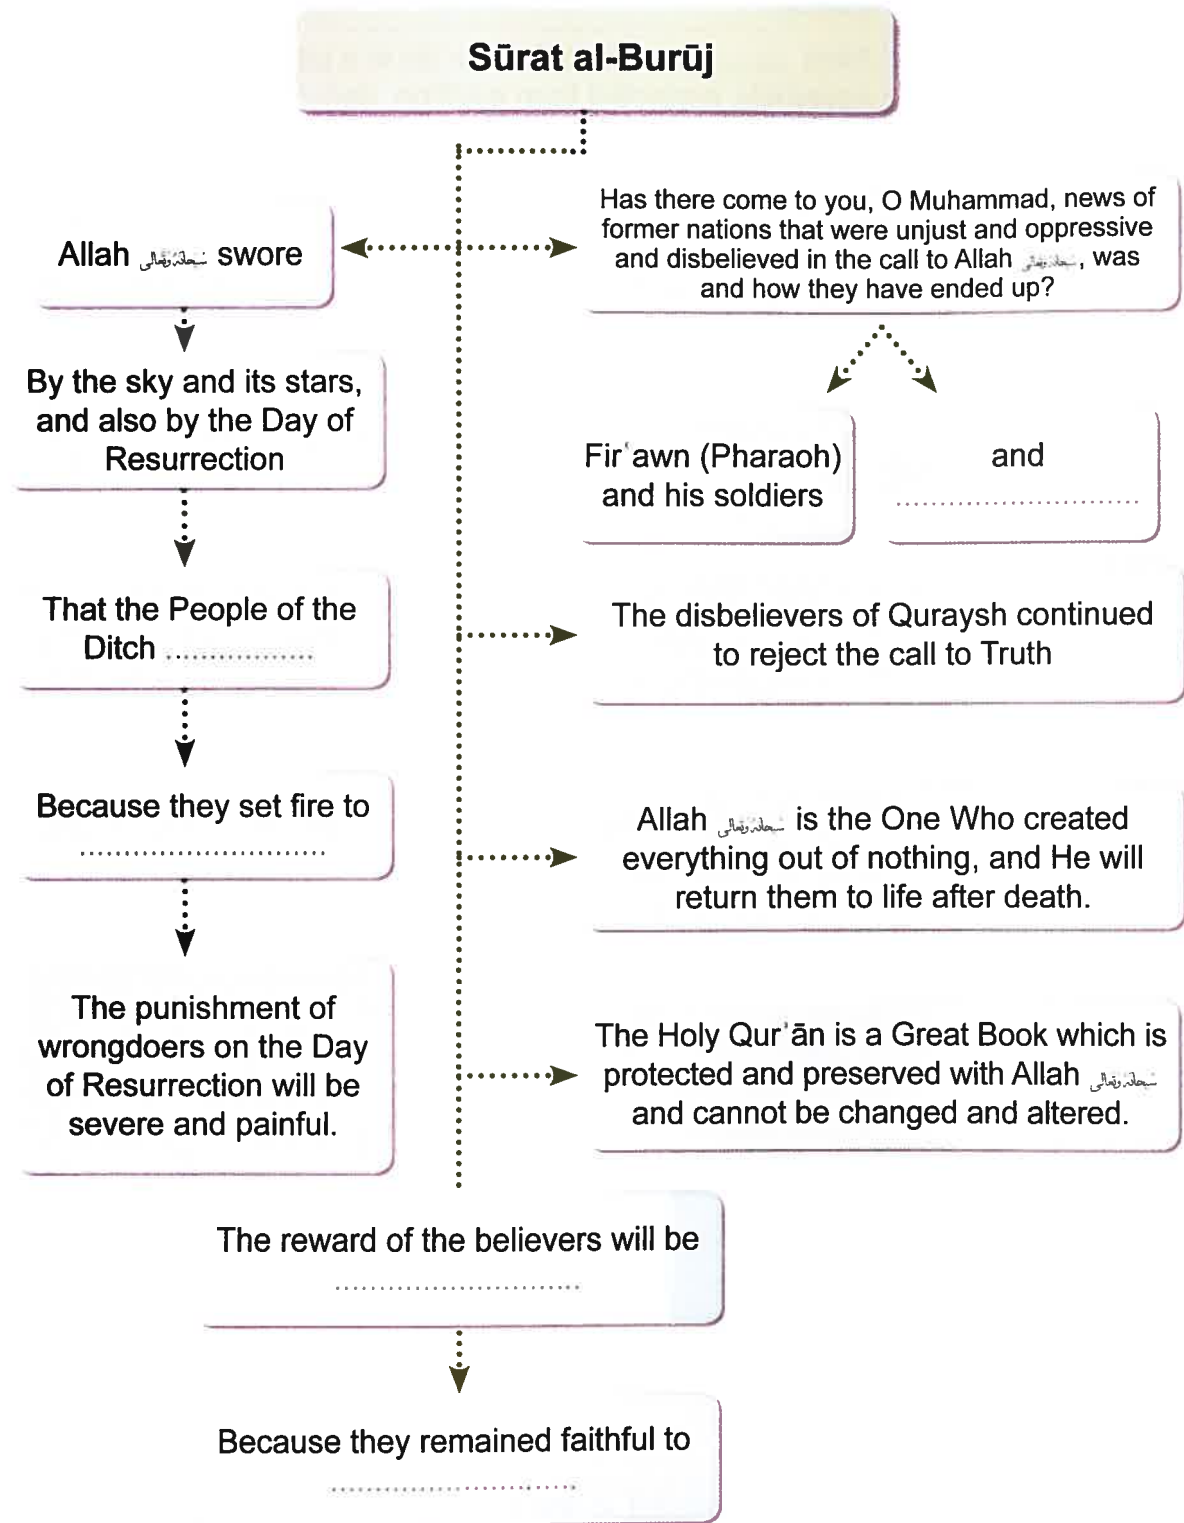 Sūrat al-Burūj
Allah سبحانه وتعالى swore
By the sky and its stars,
and also by the Day of
Resurrection
That the People of the
Ditch .................
Because they set fire to
............................
The punishment of
wrongdoers on the Day
of Resurrection will be
severe and painful.
Has there come to you, O Muhammad, news of
former nations that were unjust and oppressive
and disbelieved in the call to Allah سبحانه وتعالى, was
and how they have ended up?
Firʿawn (Pharaoh)
and his soldiers
and
............................
The disbelievers of Quraysh continued
to reject the call to Truth
Allah سبحانه وتعالى is the One Who created
everything out of nothing, and He will
return them to life after death.
The Holy Qurʾān is a Great Book which is
protected and preserved with Allah سبحانه وتعالى
and cannot be changed and altered.
The reward of the believers will be
............................
Because they remained faithful to
............................